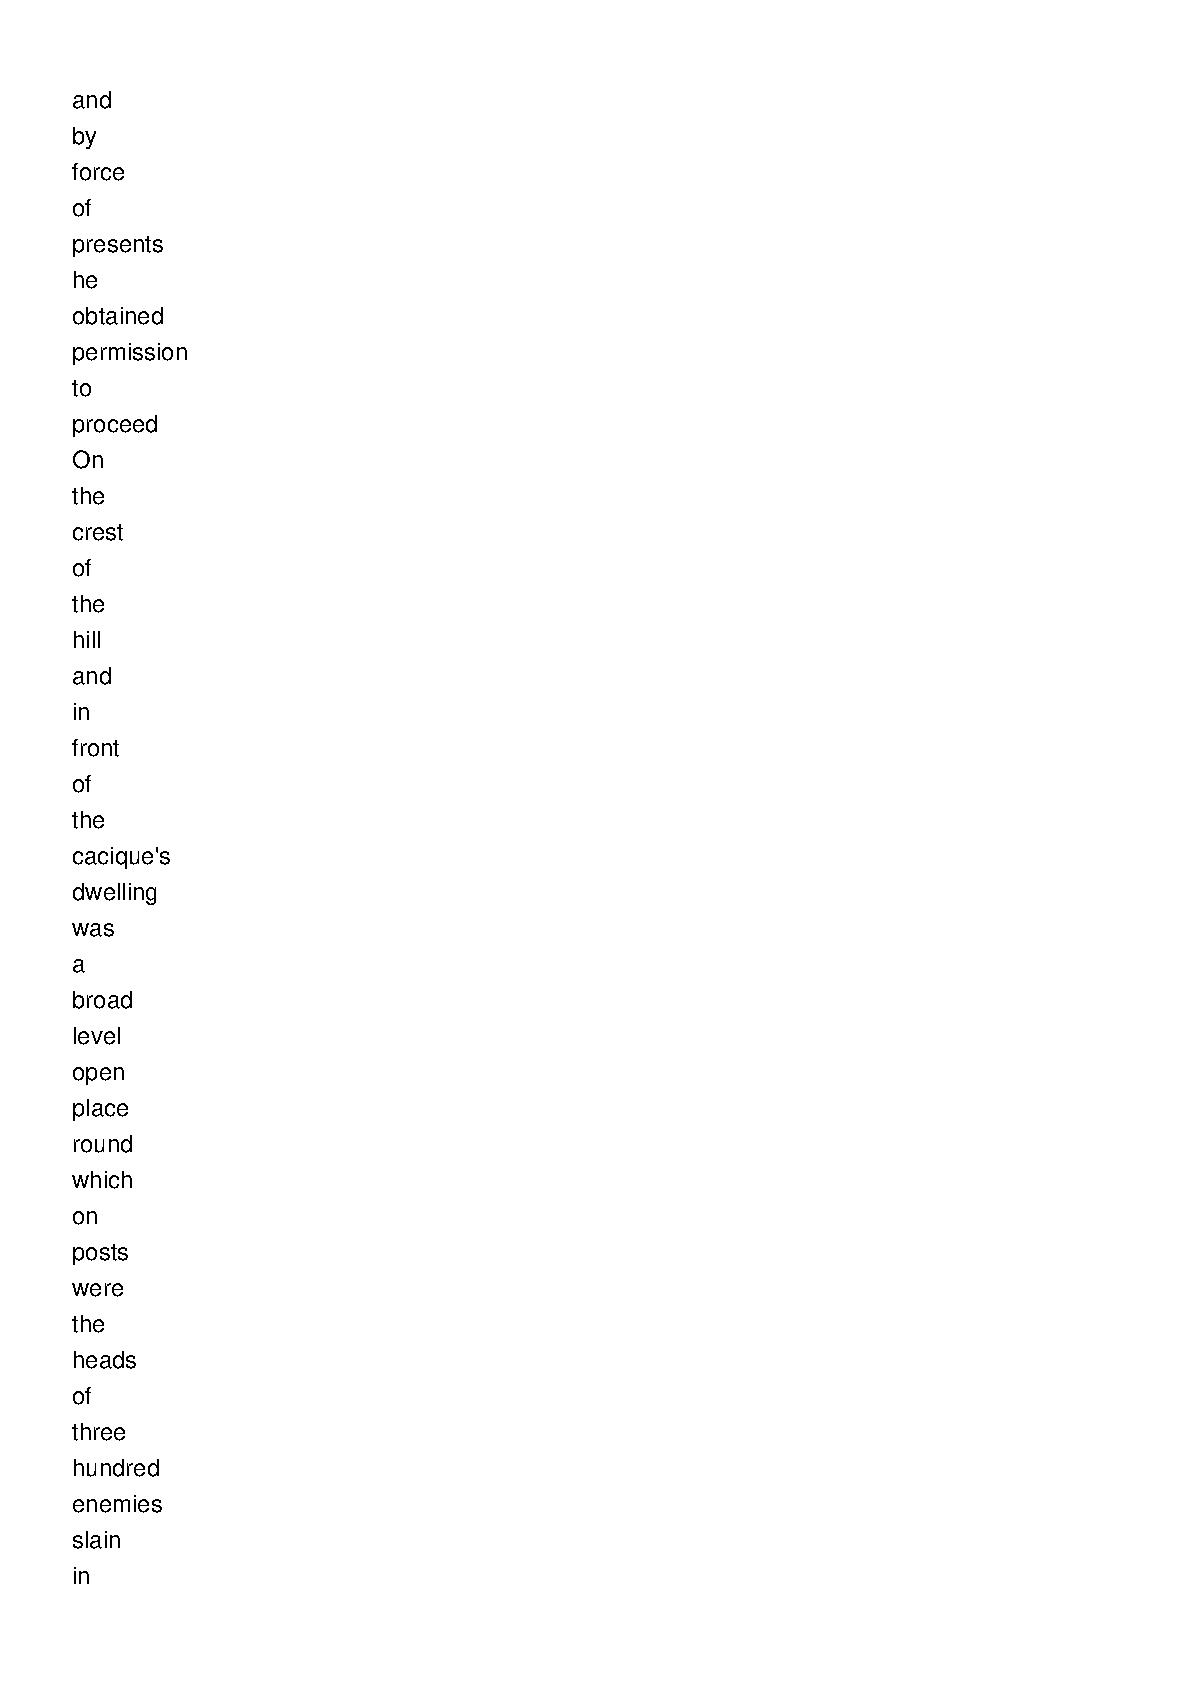 and
by
force
of
presents
he
obtained
permission
to
proceed
On
the
crest
of
the
hill
and
in
front
of
the
cacique's
dwelling
was
a
broad
level
open
place
round
which
on
posts
were
the
heads
of
three
hundred
enemies
slain
in